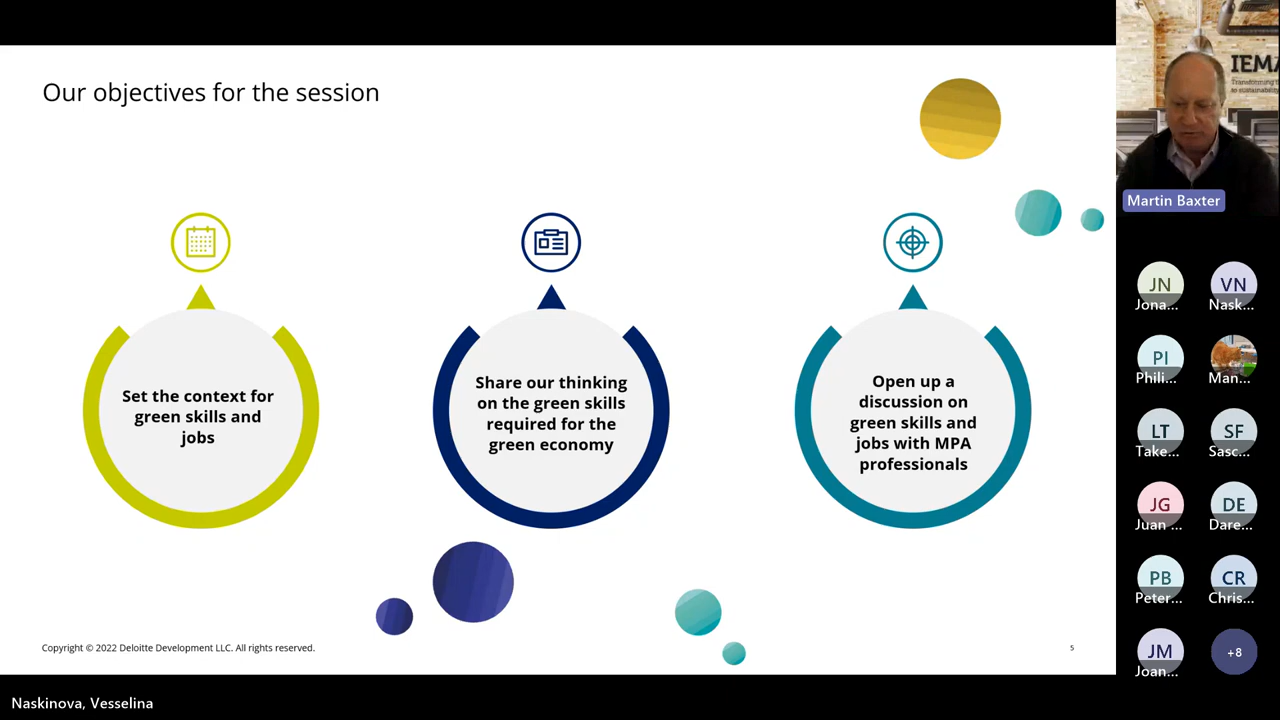 Our objectives for the session
Set the context for
green skills and
jobs
Share our thinking
on the green skills
required for the
green economy
Open up a
discussion on
green skills and
jobs with MPA
professionals
Copyright © 2022 Deloitte Development LLC. All rights reserved.
5
IEMA
Transforming
to sustainability
Martin Baxter
JN
Jona...
VN
Nask...
PI
Phili...
Man...
LT
Take...
SF
Sasc...
JG
Juan ...
DE
Dare...
PB
Peter...
CR
Chris...
JM
Joan...
+8
Naskinova, Vesselina